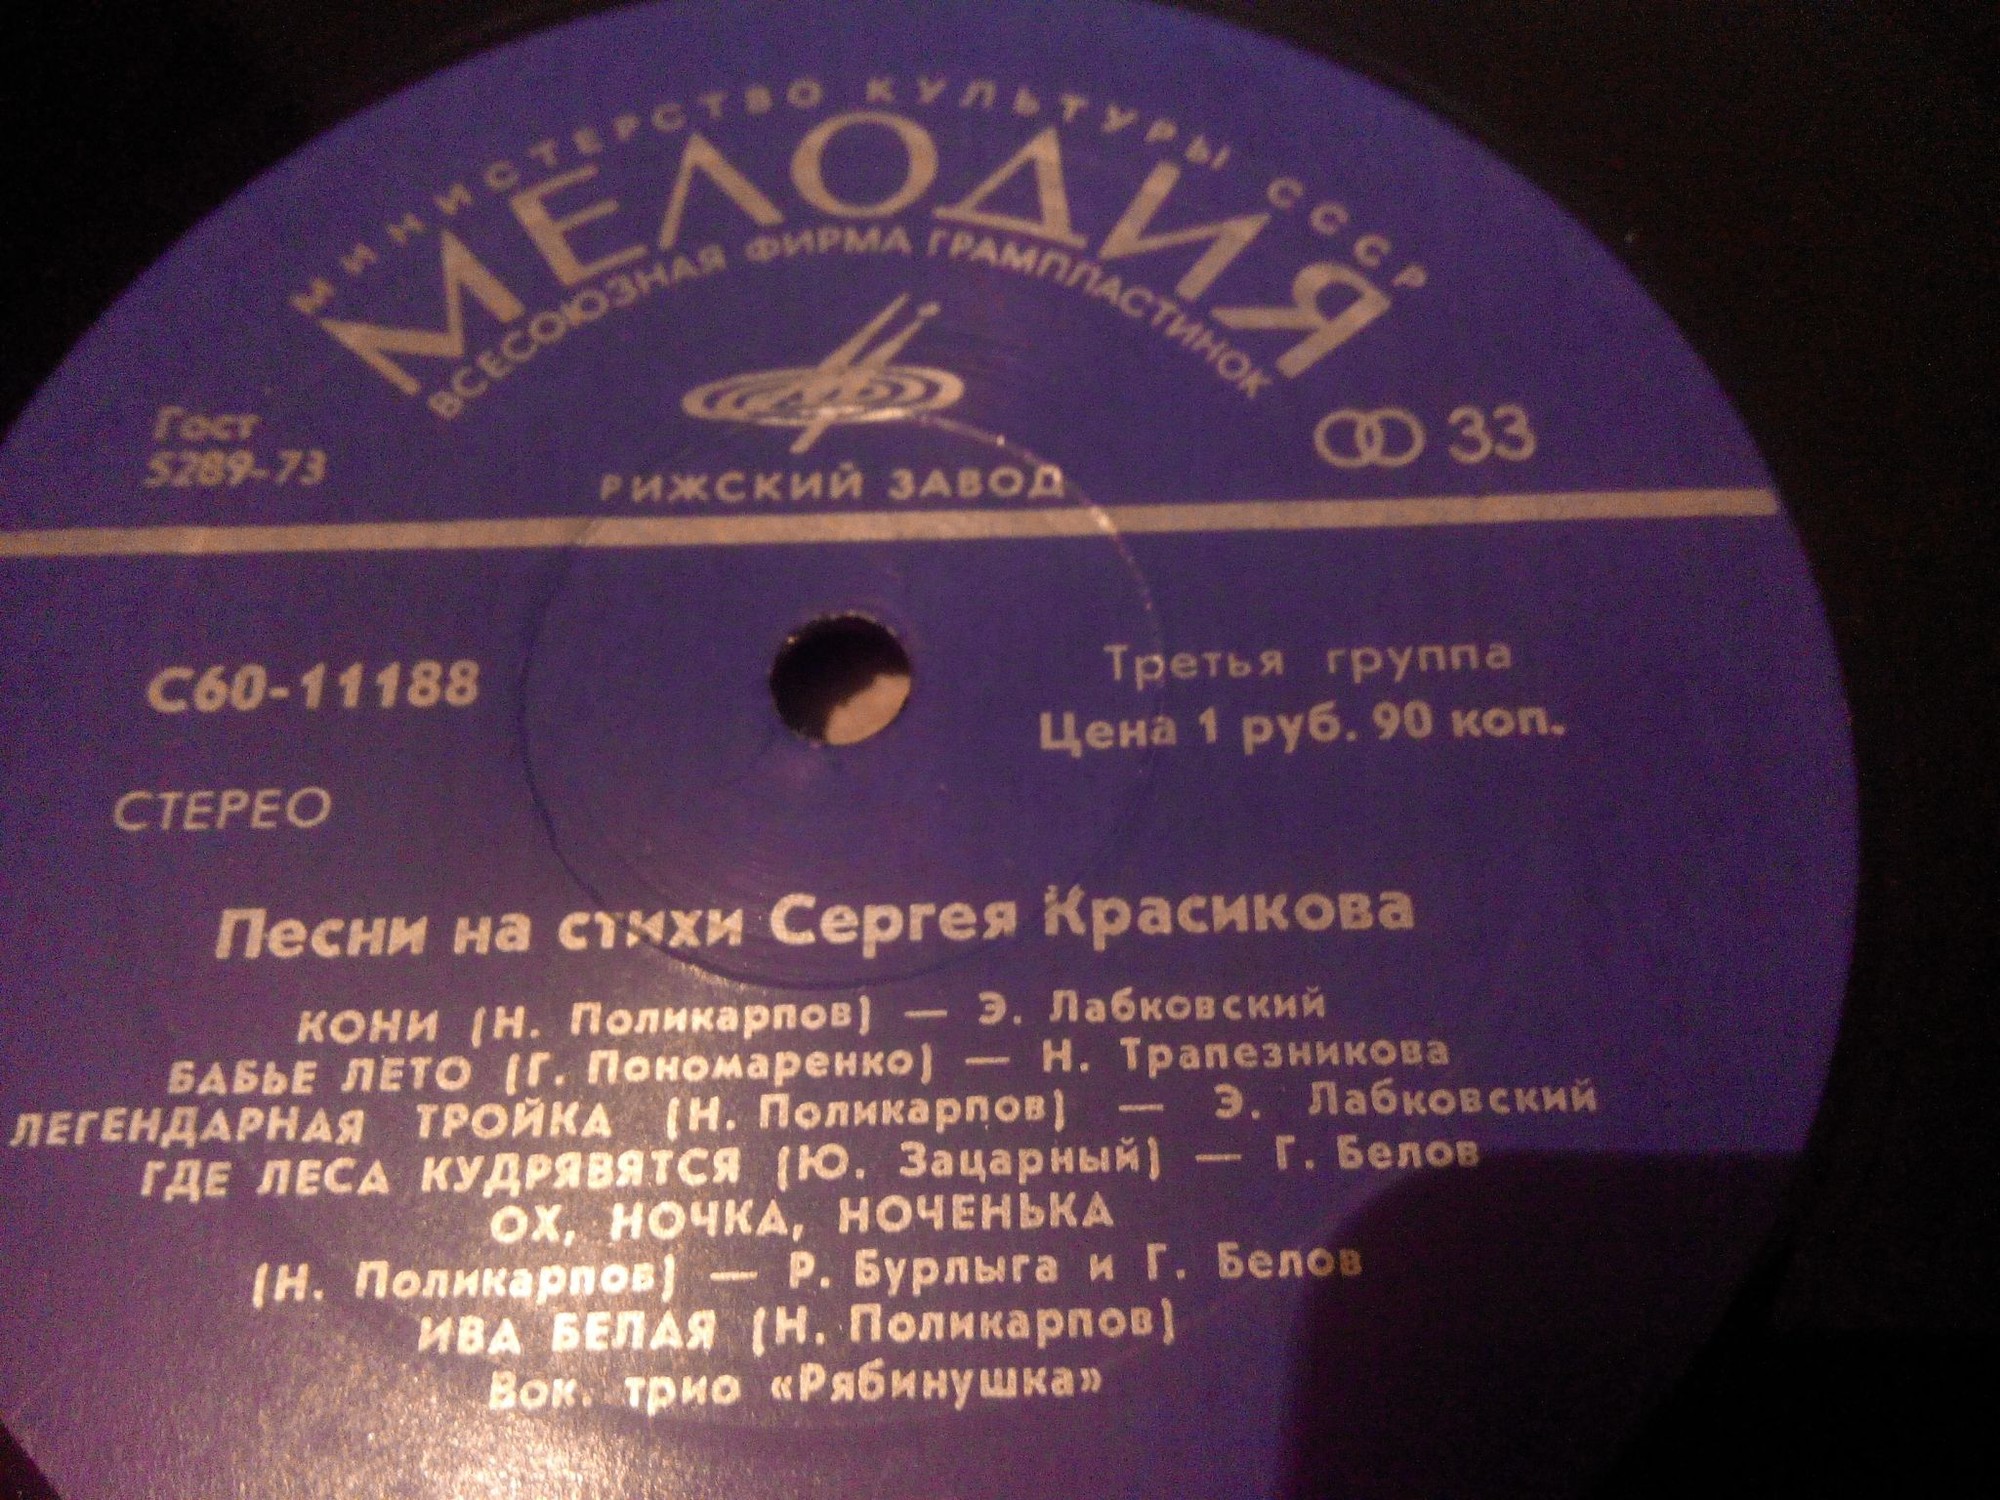 МИНИСТЕРСТВО КУЛЬТУРЫ СССР
МЕЛОДИЯ
ВСЕСОЮЗНАЯ ФИРМА ГРАМПЛАСТИНОК
Гост
5289-73
33
РИЖСКИЙ ЗАВОД
С60-11188
Третья группа
Цена 1 руб. 90 коп.
СТЕРЕО
Песни на стихи Сергея Красикова
КОНИ (Н. Поликарпов) — Э. Лабковский
БАБЬЕ ЛЕТО (Г. Пономаренко) — Н. Трапезникова
ЛЕГЕНДАРНАЯ ТРОЙКА (Н. Поликарпов) — Э. Лабковский
ГДЕ ЛЕСА КУДРЯВЯТСЯ (Ю. Зацарный) — Г. Белов
ОХ, НОЧКА, НОЧЕНЬКА
(Н. Поликарпов) — Р. Бурлыга и Г. Белов
ИВА БЕЛАЯ (Н. Поликарпов)
Вок. трио «Рябинушка»